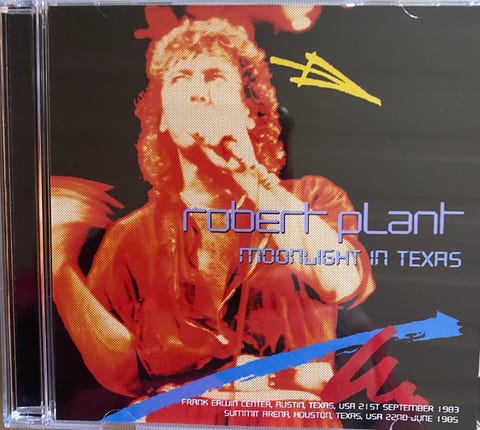 ROBERT PLANT
MOONLIGHT IN TEXAS
FRANK ERWIN CENTER, AUSTIN, TEXAS, USA 21ST SEPTEMBER 1983
SUMMIT ARENA, HOUSTON, TEXAS, USA 22ND JUNE 1985